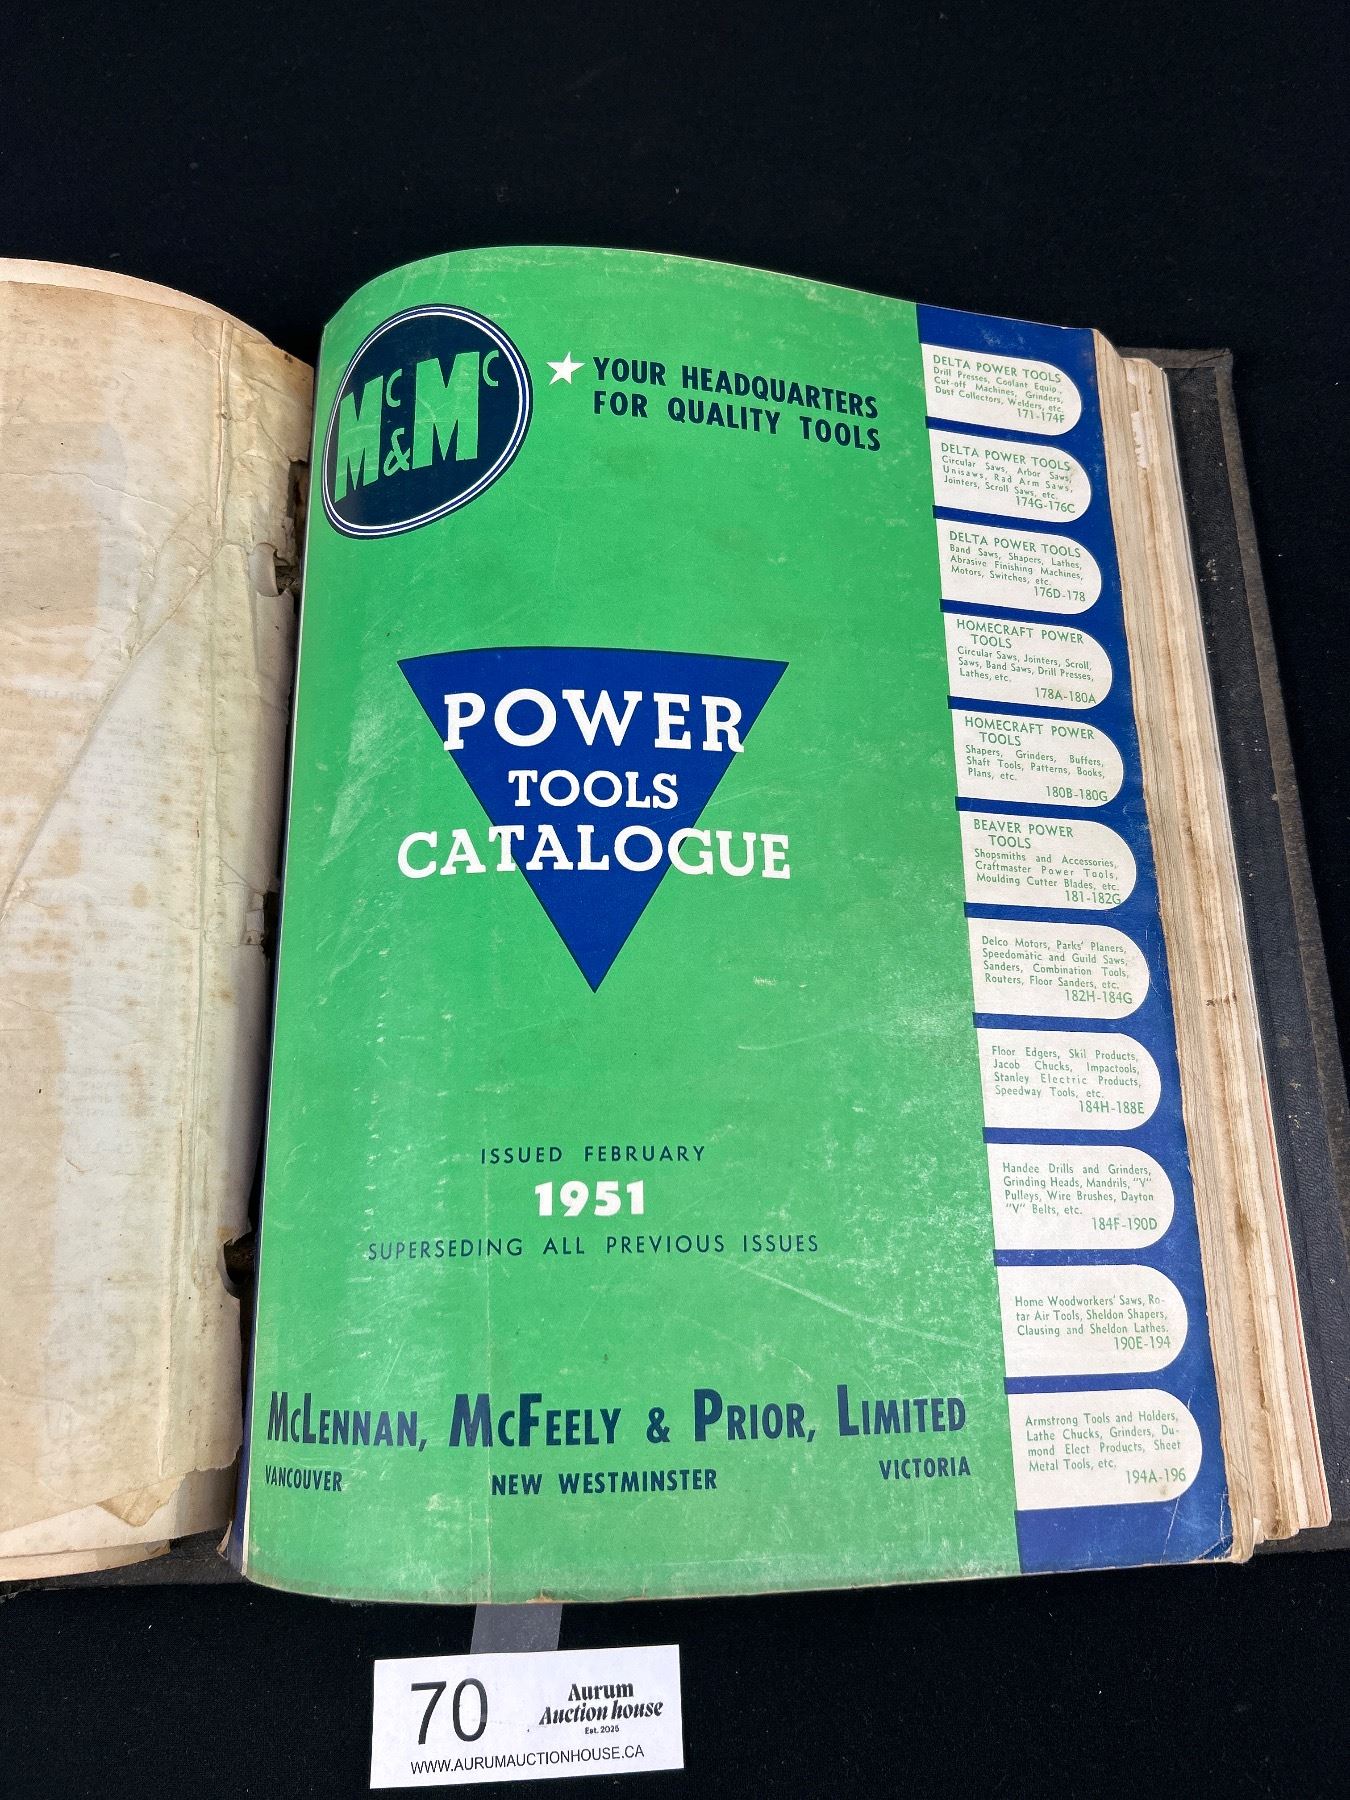 Mc & Mc
★ YOUR HEADQUARTERS
FOR QUALITY TOOLS
POWER
TOOLS
CATALOGUE
ISSUED FEBRUARY
1951
SUPERSEDING ALL PREVIOUS ISSUES
McLENNAN, McFEELY & PRIOR, LIMITED
VANCOUVER NEW WESTMINSTER VICTORIA
DELTA POWER TOOLS
Drill Presses, Coolant Equip.,
Cut-off Machines, Grinders,
Dust Collectors, Welders, etc.
171-174F
DELTA POWER TOOLS
Circular Saws, Arbor Saws,
Unisaws, Rad Arm Saws,
Jointers, Scroll Saws, etc.
174G-176C
DELTA POWER TOOLS
Band Saws, Shapers, Lathes,
Abrasive Finishing Machines,
Motors, Switches, etc.
176D-178
HOMECRAFT POWER
TOOLS
Circular Saws, Jointers, Scroll,
Saws, Band Saws, Drill Presses,
Lathes, etc.
178A-180A
HOMECRAFT POWER
TOOLS
Shapers, Grinders, Buffers,
Shaft Tools, Patterns, Books,
Plans, etc.
180B-180G
BEAVER POWER
TOOLS
Shopsmiths and Accessories,
Craftmaster Power Tools,
Moulding Cutter Blades, etc.
181-182G
Delco Motors, Parks' Planers,
Speedomatic and Guild Saws,
Sanders, Combination Tools,
Routers, Floor Sanders, etc.
182H-184G
Floor Edgers, Skil Products,
Jacob Chucks, Impactools,
Stanley Electric Products,
Speedway Tools, etc.
184H-188E
Handee Drills and Grinders,
Grinding Heads, Mandrils, "V"
Pulleys, Wire Brushes, Dayton
"V" Belts, etc.
184F-190D
Home Woodworkers' Saws, Ro-
tar Air Tools, Sheldon Shapers,
Clausing and Sheldon Lathes.
190E-194
Armstrong Tools and Holders,
Lathe Chucks, Grinders, Du-
mond Elect Products, Sheet
Metal Tools, etc.
194A-196
70
Aurum
Auction house
Est. 2025
WWW.AURUMAUCTIONHOUSE.CA